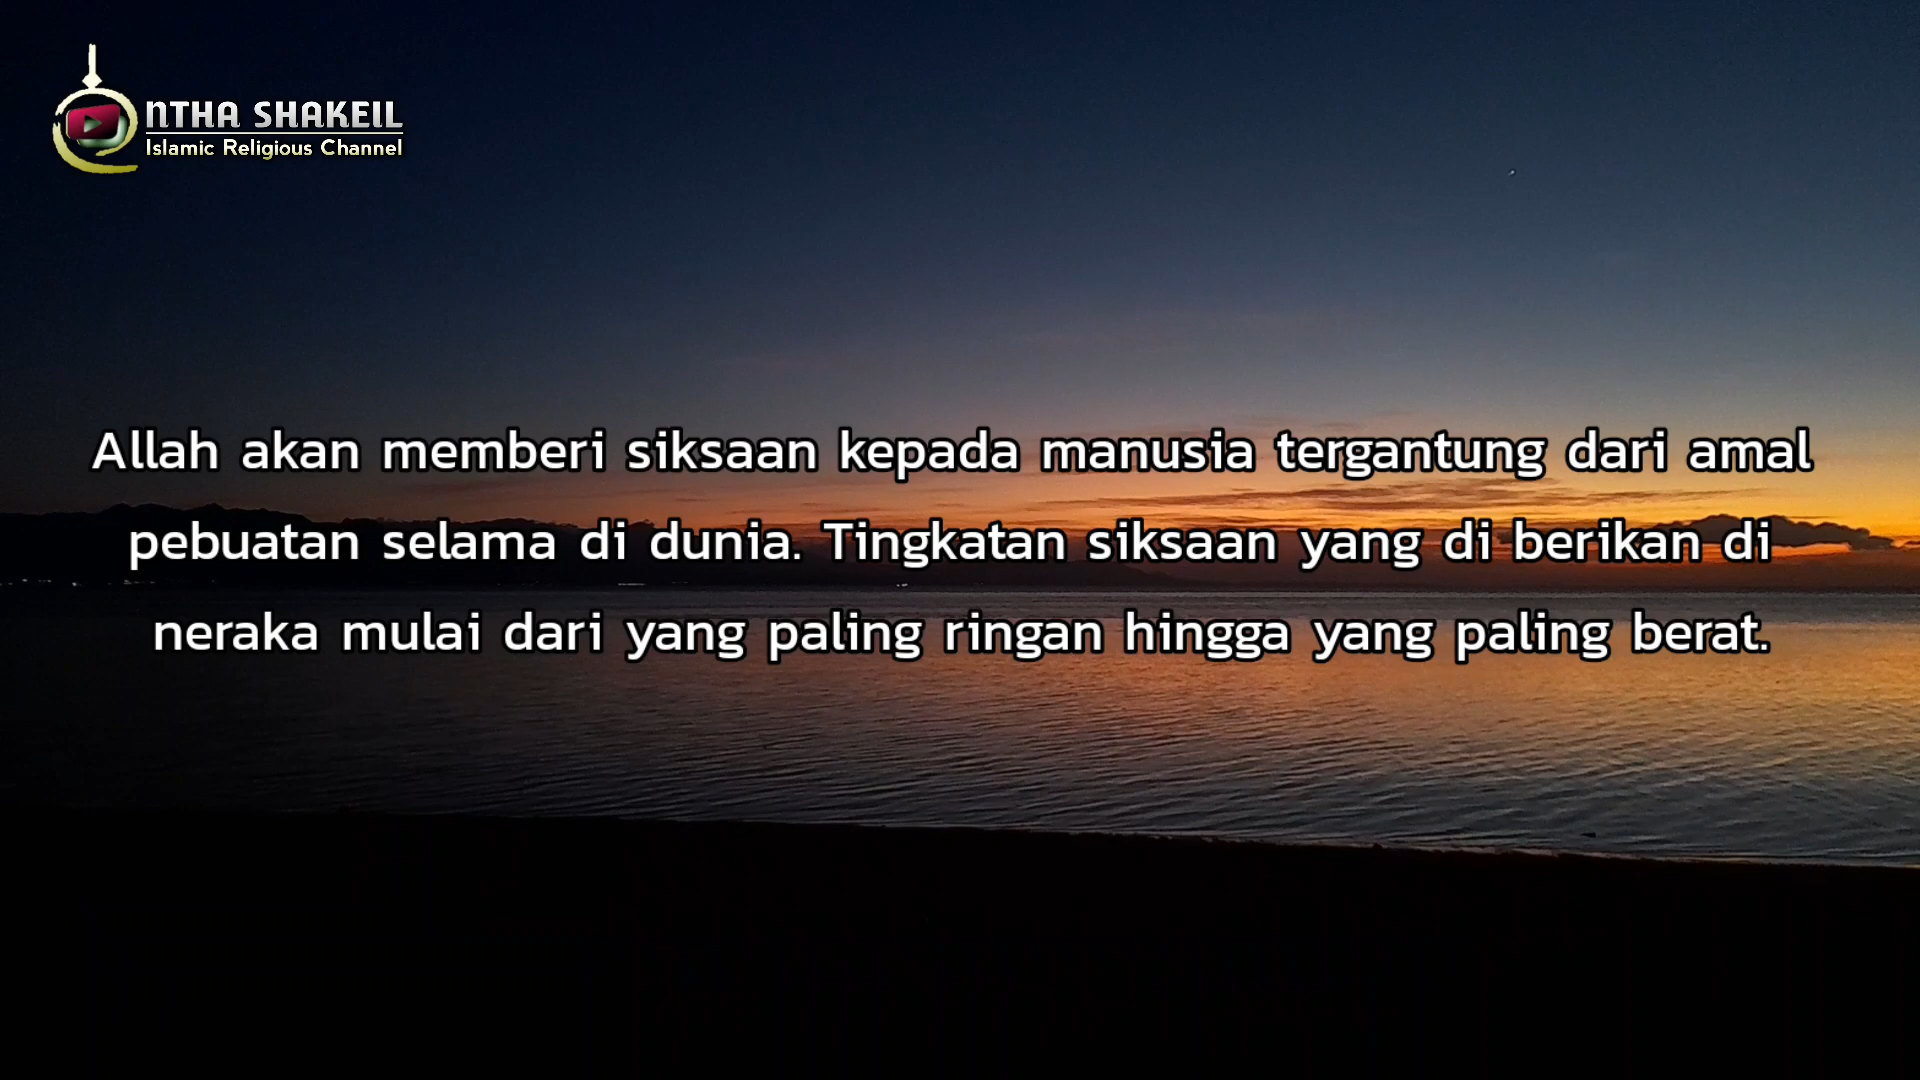 NTHA SHAKEIL
Islamic Religious Channel
Allah akan memberi siksaan kepada manusia tergantung dari amal
pebuatan selama di dunia. Tingkatan siksaan yang di berikan di
neraka mulai dari yang paling ringan hingga yang paling berat.